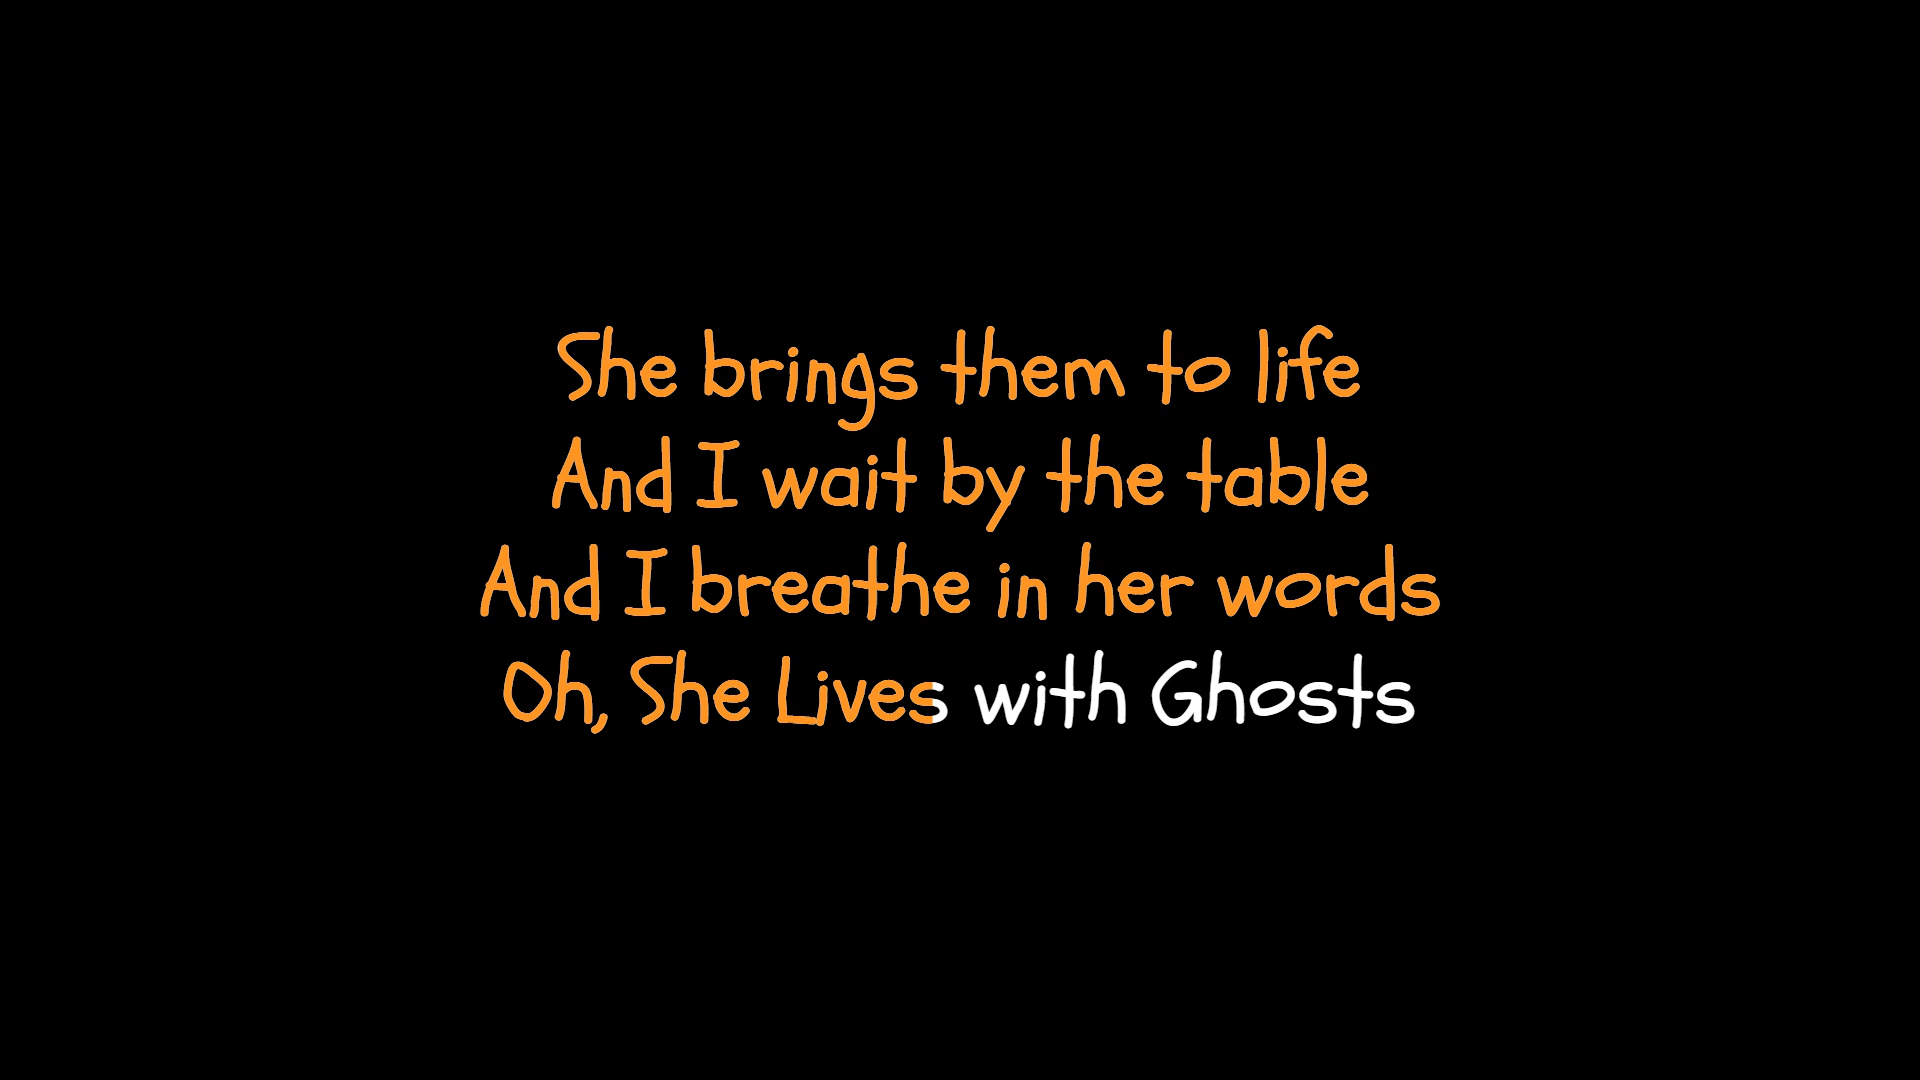 She brings them to life
And I wait by the table
And I breathe in her words
Oh, She Lives with Ghosts